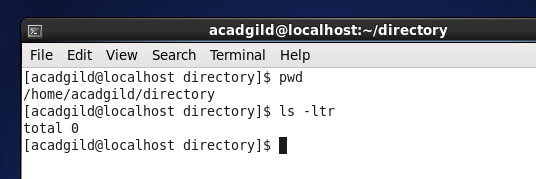 acadgild@localhost:~/directory
File Edit View Search Terminal Help
[acadgild@localhost directory]$ pwd
/home/acadgild/directory
[acadgild@localhost directory]$ ls -ltr
total 0
[acadgild@localhost directory]$